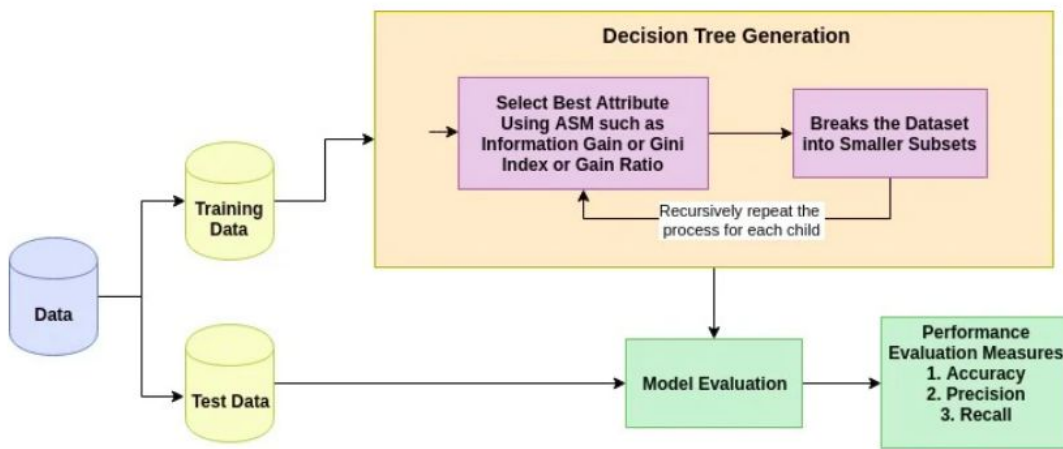 Decision Tree Generation
Select Best Attribute
Using ASM such as
Information Gain or Gini
Index or Gain Ratio
Breaks the Dataset
into Smaller Subsets
Recursively repeat the
process for each child
Training
Data
Data
Test Data
Model Evaluation
Performance
Evaluation Measures
1. Accuracy
2. Precision
3. Recall